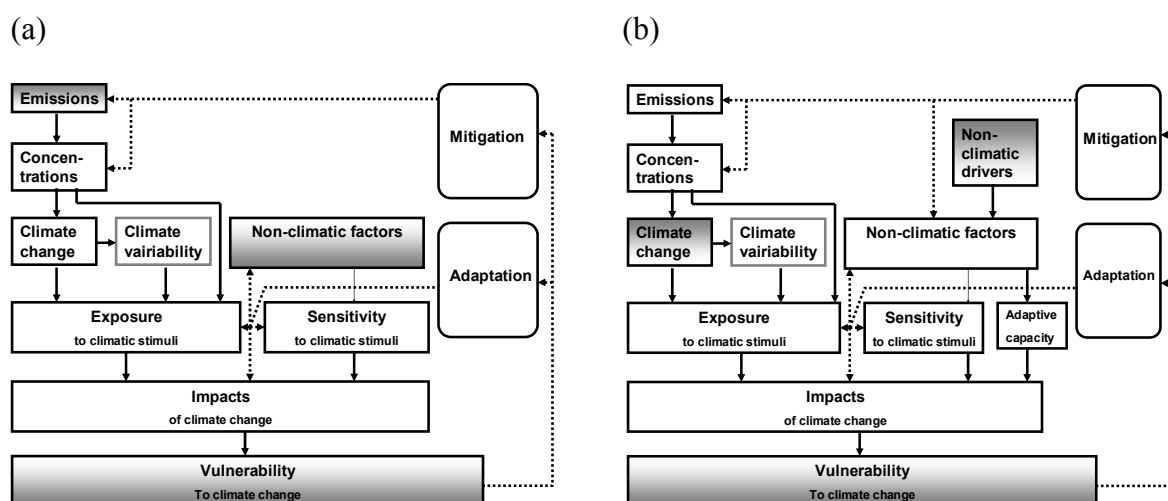 (a)
Emissions
Concen-
trations
Climate
change
Climate
vairiability
Non-climatic factors
Mitigation
Adaptation
Exposure
to climatic stimuli
Sensitivity
to climatic stimuli
Impacts
of climate change
Vulnerability
To climate change
(b)
Emissions
Concen-
trations
Non-
climatic
drivers
Climate
change
Climate
vairiability
Non-climatic factors
Mitigation
Adaptation
Exposure
to climatic stimuli
Sensitivity
to climatic stimuli
Adaptive
capacity
Impacts
of climate change
Vulnerability
To climate change